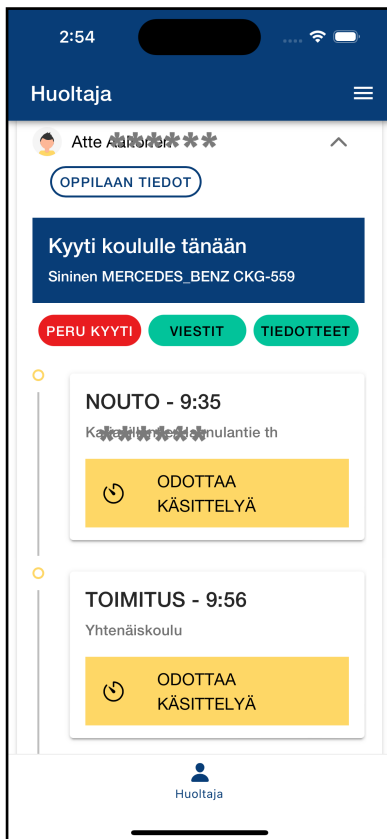 2:54
Huoltaja
Atte
OPPILAAN TIEDOT
Kyyti koululle tänään
Sininen MERCEDES_BENZ CKG-559
PERU KYYTI
VIESTIT
TIEDOTTEET
NOUTO - 9:35
th
ODOTTAA
KÄSITTELYÄ
TOIMITUS - 9:56
Yhtenäiskoulu
ODOTTAA
KÄSITTELYÄ
Huoltaja